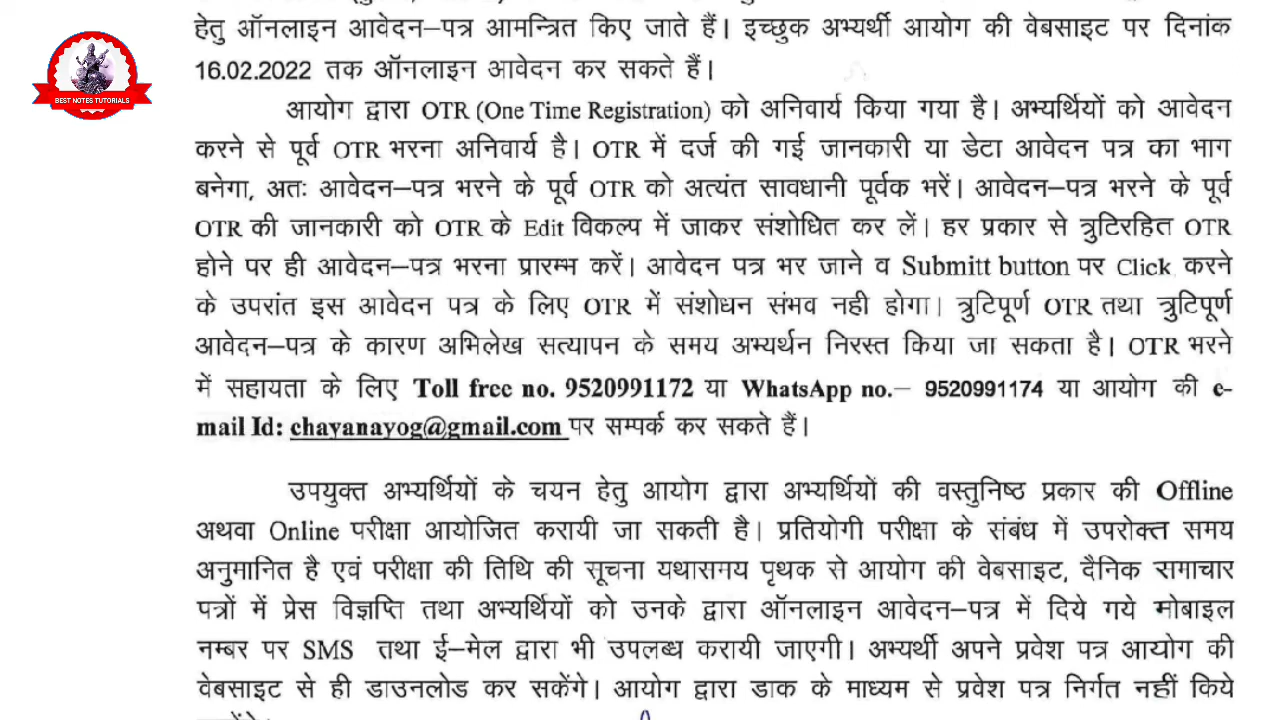 हेतु ऑनलाइन आवेदन–पत्र आमन्त्रित किए जाते हैं। इच्छुक अभ्यर्थी आयोग की वेबसाइट पर दिनांक
16.02.2022 तक ऑनलाइन आवेदन कर सकते हैं।
BEST NOTES TUTORIALS
आयोग द्वारा OTR (One Time Registration) को अनिवार्य किया गया है। अभ्यर्थियों को आवेदन
करने से पूर्व OTR भरना अनिवार्य है। OTR में दर्ज की गई जानकारी या डेटा आवेदन पत्र का भाग
बनेगा, अतः आवेदन–पत्र भरने के पूर्व OTR को अत्यंत सावधानी पूर्वक भरें। आवेदन–पत्र भरने के पूर्व
OTR की जानकारी को OTR के Edit विकल्प में जाकर संशोधित कर लें। हर प्रकार से त्रुटिरहित OTR
होने पर ही आवेदन–पत्र भरना प्रारम्भ करें। आवेदन पत्र भर जाने व Submitt button पर Click करने
के उपरांत इस आवेदन पत्र के लिए OTR में संशोधन संभव नही होगा। त्रुटिपूर्ण OTR तथा त्रुटिपूर्ण
आवेदन–पत्र के कारण अभिलेख सत्यापन के समय अभ्यर्थन निरस्त किया जा सकता है। OTR भरने
में सहायता के लिए Toll free no. 9520991172 या WhatsApp no.– 9520991174 या आयोग की e-
mail Id: chayanayog@gmail.com पर सम्पर्क कर सकते हैं।
उपयुक्त अभ्यर्थियों के चयन हेतु आयोग द्वारा अभ्यर्थियों की वस्तुनिष्ठ प्रकार की Offline
अथवा Online परीक्षा आयोजित करायी जा सकती है। प्रतियोगी परीक्षा के संबंध में उपरोक्त समय
अनुमानित है एवं परीक्षा की तिथि की सूचना यथासमय पृथक से आयोग की वेबसाइट, दैनिक समाचार
पत्रों में प्रेस विज्ञप्ति तथा अभ्यर्थियों को उनके द्वारा ऑनलाइन आवेदन–पत्र में दिये गये मोबाइल
नम्बर पर SMS तथा ई–मेल द्वारा भी उपलब्ध करायी जाएगी। अभ्यर्थी अपने प्रवेश पत्र आयोग की
वेबसाइट से ही डाउनलोड कर सकेंगे। आयोग द्वारा डाक के माध्यम से प्रवेश पत्र निर्गत नहीं किये